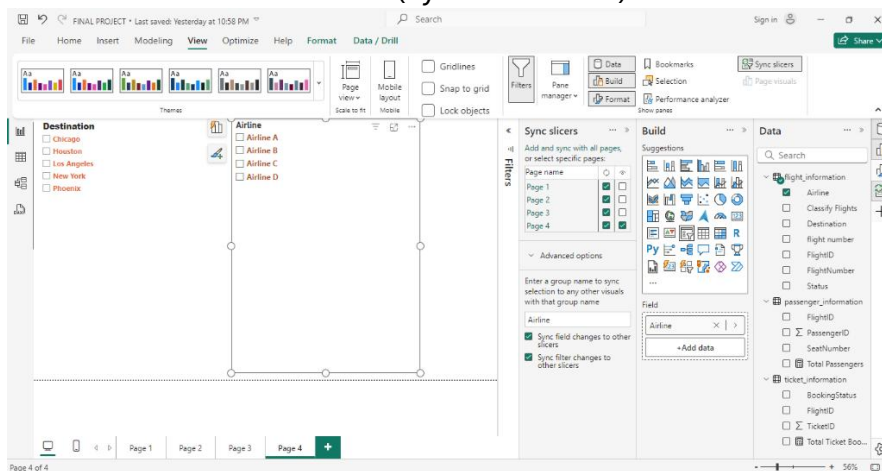 FINAL PROJECT • Last saved: Yesterday at 10:58 PM
Search
Sign in
File Home Insert Modeling View Optimize Help Format Data / Drill
Share
Aa Aa Aa Aa Aa Aa
Themes
Page view
Scale to fit
Mobile layout
Mobile
Gridlines
Snap to grid
Lock objects
Filters
Pane manager
Data
Build
Format
Bookmarks
Selection
Performance analyzer
Show panes
Sync slicers
Page visuals
Destination
Chicago
Houston
Los Angeles
New York
Phoenix
Airline
Airline A
Airline B
Airline C
Airline D
Filters
Sync slicers
Add and sync with all pages,
or select specific pages:
Page name
Page 1
Page 2
Page 3
Page 4
Advanced options
Enter a group name to sync
selection to any other visuals
with that group name
Airline
Sync field changes to other
slicers
Sync filter changes to
other slicers
Build
Suggestions
R
Py
...
Field
Airline
+Add data
Data
Search
flight_information
Airline
Classify Flights
Destination
flight number
FlightID
FlightNumber
Status
passenger_information
FlightID
∑ PassengerID
SeatNumber
Total Passengers
ticket_information
BookingStatus
FlightID
∑ TicketID
Total Ticket Boo...
Page 1 Page 2 Page 3 Page 4 +
Page 4 of 4
- + 56%